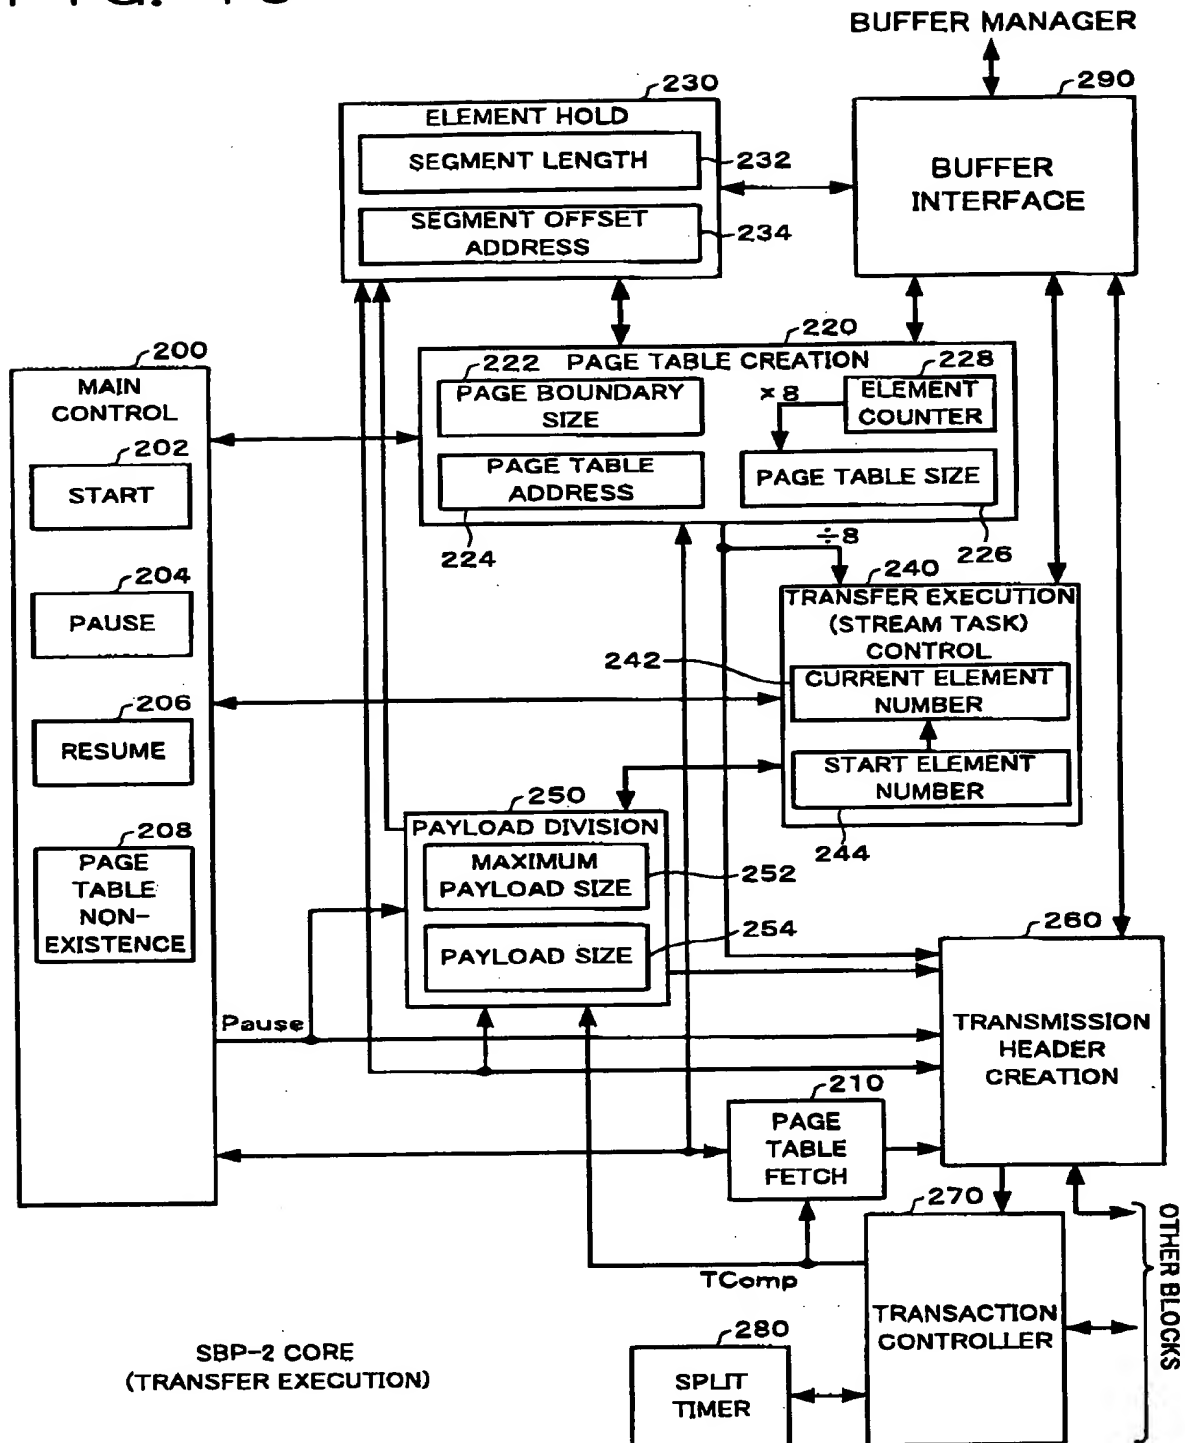 BUFFER MANAGER
230
290
ELEMENT HOLD
SEGMENT LENGTH
232
SEGMENT OFFSET
ADDRESS
234
BUFFER
INTERFACE
200
MAIN
CONTROL
202
START
204
PAUSE
206
RESUME
208
PAGE
TABLE
NON-
EXISTENCE
220
PAGE TABLE CREATION
222
PAGE BOUNDARY
SIZE
228
ELEMENT
COUNTER
×8
PAGE TABLE
ADDRESS
224
PAGE TABLE SIZE
226
÷8
240
TRANSFER EXECUTION
(STREAM TASK)
CONTROL
242
CURRENT ELEMENT
NUMBER
START ELEMENT
NUMBER
244
250
PAYLOAD DIVISION
MAXIMUM
PAYLOAD SIZE
252
PAYLOAD SIZE
254
Pause
260
TRANSMISSION
HEADER
CREATION
210
PAGE
TABLE
FETCH
270
TRANSACTION
CONTROLLER
TComp
OTHER BLOCKS
280
SPLIT
TIMER
SBP-2 CORE
(TRANSFER EXECUTION)